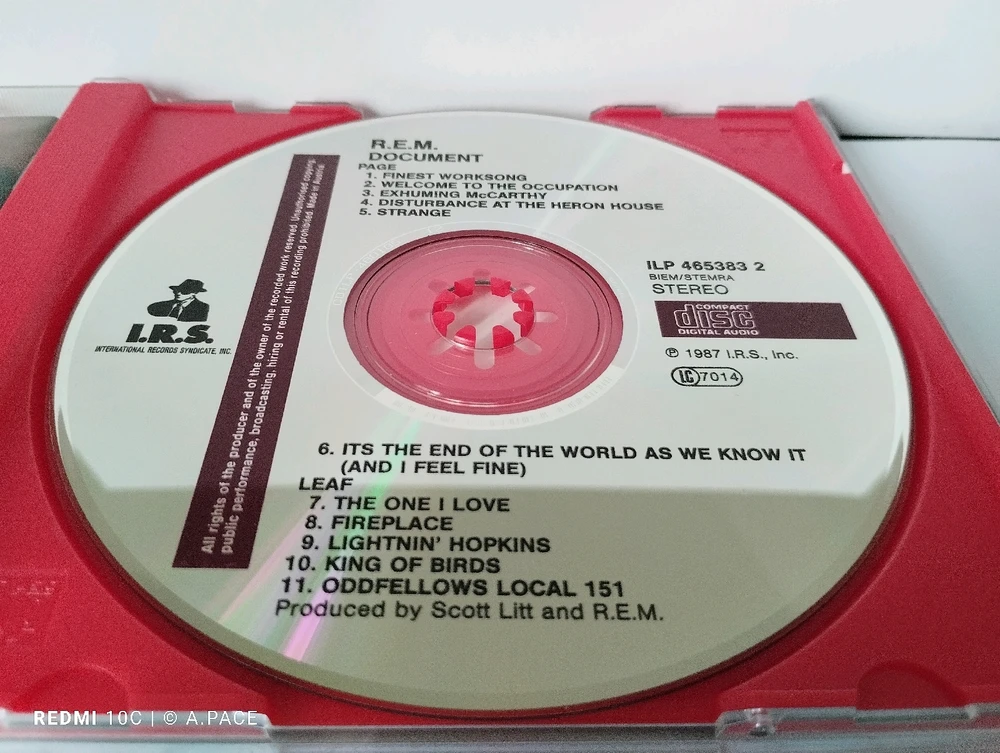 R.E.M.
DOCUMENT
PAGE
1. FINEST WORKSONG
2. WELCOME TO THE OCCUPATION
3. EXHUMING McCARTHY
4. DISTURBANCE AT THE HERON HOUSE
5. STRANGE
All rights of the producer and of the owner of the recorded work reserved. Unauthorised copying,
public performance, broadcasting, hiring or rental of this recording prohibited. Made in Austria
I.R.S.
INTERNATIONAL RECORDS SYNDICATE, INC.
ILP 465383 2
BIEM/STEMRA
STEREO
COMPACT
disc
DIGITAL AUDIO
℗ 1987 I.R.S., Inc.
LC 7014
6. ITS THE END OF THE WORLD AS WE KNOW IT
(AND I FEEL FINE)
LEAF
7. THE ONE I LOVE
8. FIREPLACE
9. LIGHTNIN' HOPKINS
10. KING OF BIRDS
11. ODDFELLOWS LOCAL 151
Produced by Scott Litt and R.E.M.
REDMI 10C | © A.PACE